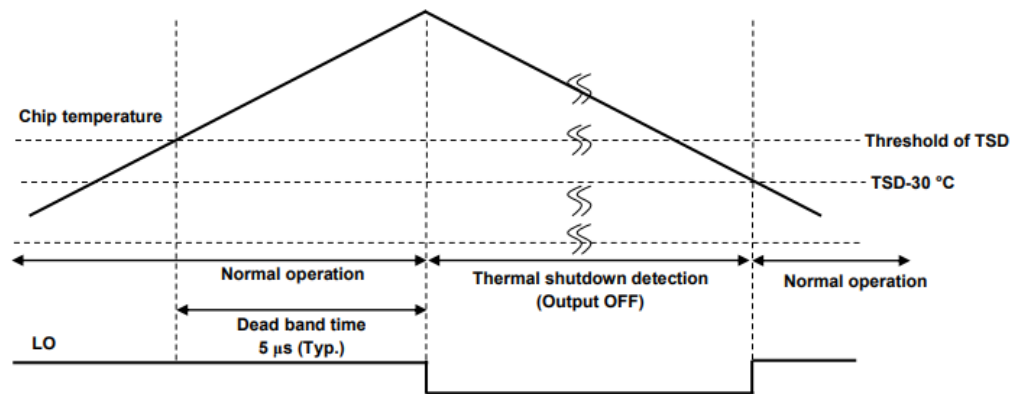 Chip temperature
Threshold of TSD
TSD-30 °C
Normal operation
Thermal shutdown detection
(Output OFF)
Normal operation
Dead band time
5 μs (Typ.)
LO